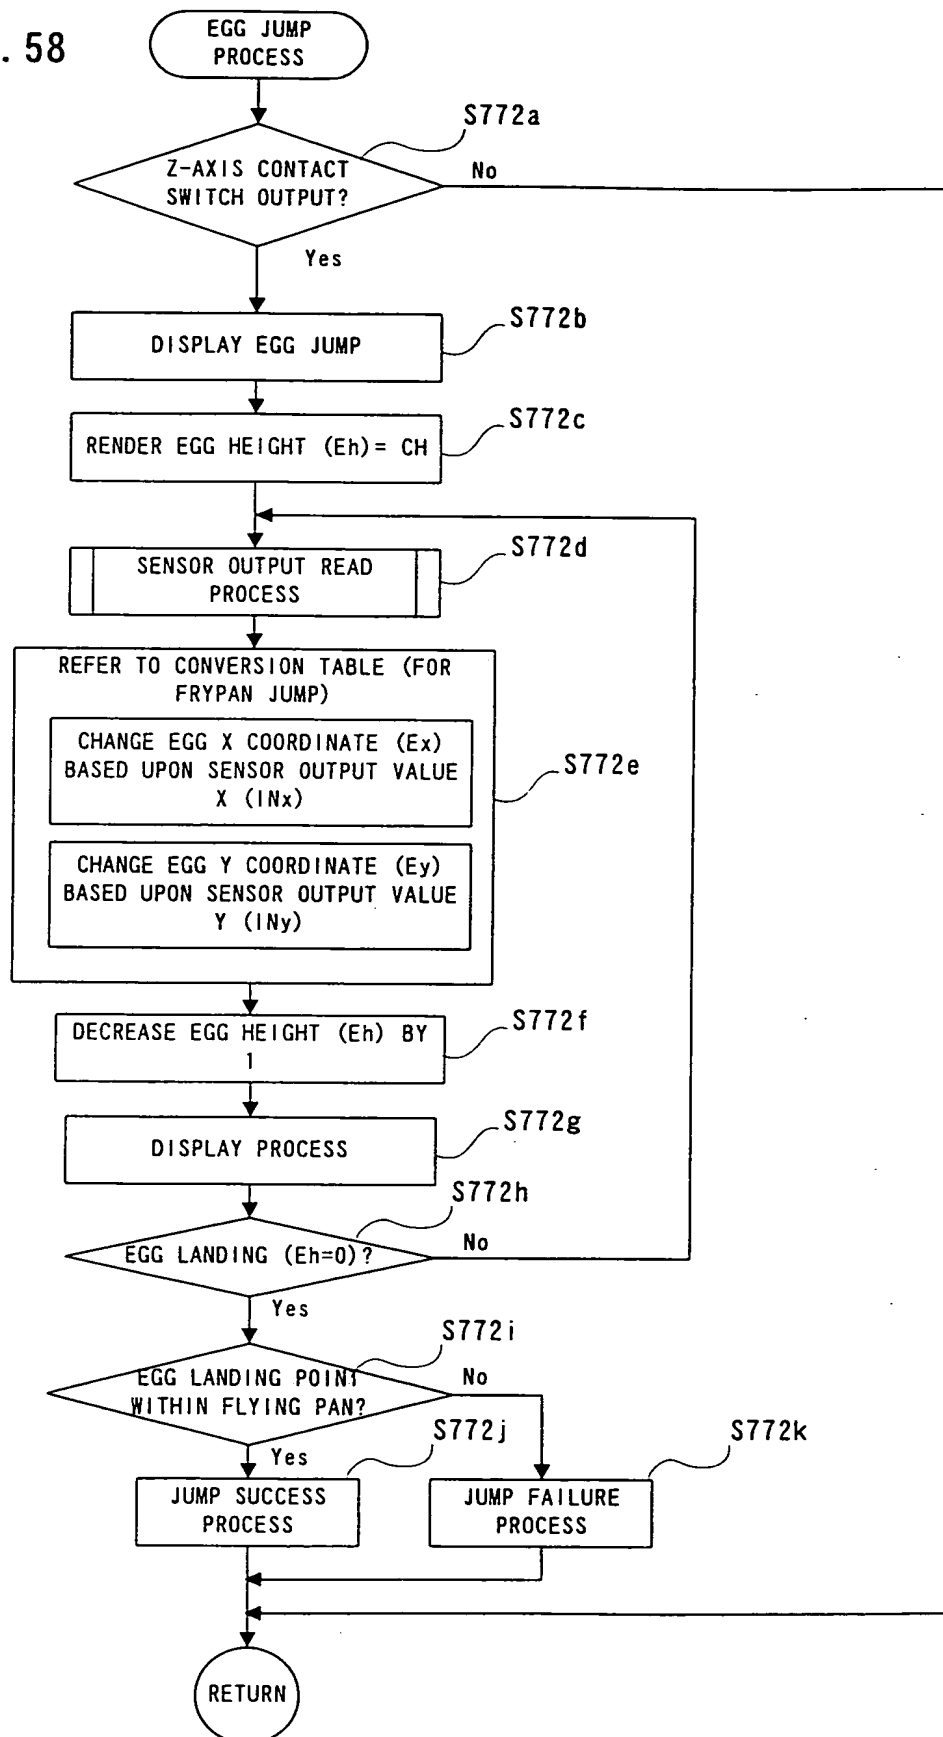 . 58
EGG JUMP
PROCESS
S772a
Z-AXIS CONTACT
SWITCH OUTPUT?
No
Yes
S772b
DISPLAY EGG JUMP
S772c
RENDER EGG HEIGHT (Eh)= CH
S772d
SENSOR OUTPUT READ
PROCESS
REFER TO CONVERSION TABLE (FOR
FRYPAN JUMP)
CHANGE EGG X COORDINATE (Ex)
BASED UPON SENSOR OUTPUT VALUE
X (INx)
S772e
CHANGE EGG Y COORDINATE (Ey)
BASED UPON SENSOR OUTPUT VALUE
Y (INy)
S772f
DECREASE EGG HEIGHT (Eh) BY
1
S772g
DISPLAY PROCESS
S772h
EGG LANDING (Eh=0)?
No
Yes
S772i
EGG LANDING POINT
WITHIN FLYING PAN?
No
Yes
S772j
S772k
JUMP SUCCESS
PROCESS
JUMP FAILURE
PROCESS
RETURN